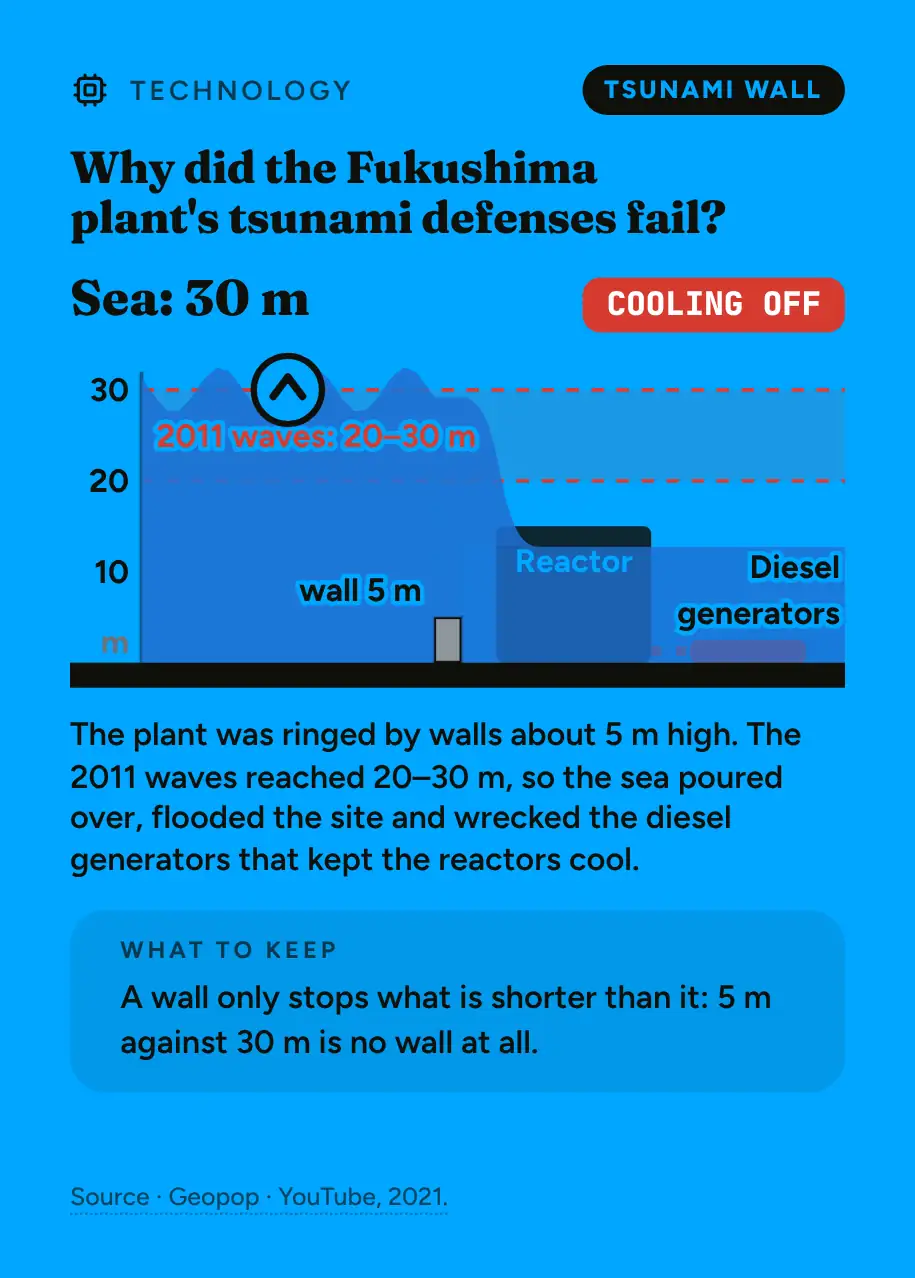 TECHNOLOGY
TSUNAMI WALL
Why did the Fukushima
plant's tsunami defenses fail?
Sea: 30 m
COOLING OFF
30
2011 waves: 20–30 m
20
Reactor
Diesel
10
wall 5 m
generators
m
The plant was ringed by walls about 5 m high. The
2011 waves reached 20–30 m, so the sea poured
over, flooded the site and wrecked the diesel
generators that kept the reactors cool.
WHAT TO KEEP
A wall only stops what is shorter than it: 5 m
against 30 m is no wall at all.
Source · Geopop · YouTube, 2021.